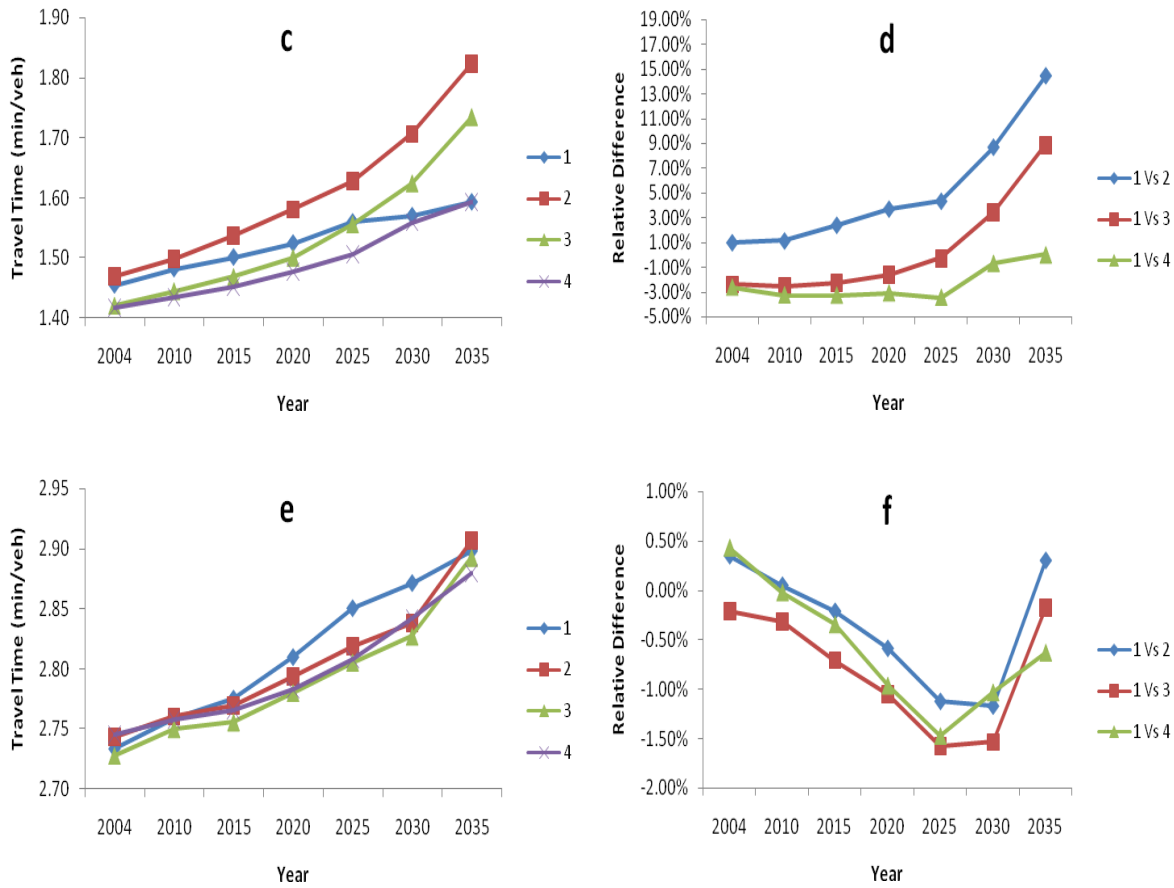 c
Travel Time (min/veh)
1.90
1.80
1.70
1.60
1.50
1.40
2004 2010 2015 2020 2025 2030 2035
Year
1
2
3
4
d
Relative Difference
19.00%
17.00%
15.00%
13.00%
11.00%
9.00%
7.00%
5.00%
3.00%
1.00%
-1.00%
-3.00%
-5.00%
2004 2010 2015 2020 2025 2030 2035
Year
1 Vs 2
1 Vs 3
1 Vs 4
e
Travel Time (min/veh)
2.95
2.90
2.85
2.80
2.75
2.70
2004 2010 2015 2020 2025 2030 2035
Year
1
2
3
4
f
Relative Difference
1.00%
0.50%
0.00%
-0.50%
-1.00%
-1.50%
-2.00%
2004 2010 2015 2020 2025 2030 2035
Year
1 Vs 2
1 Vs 3
1 Vs 4